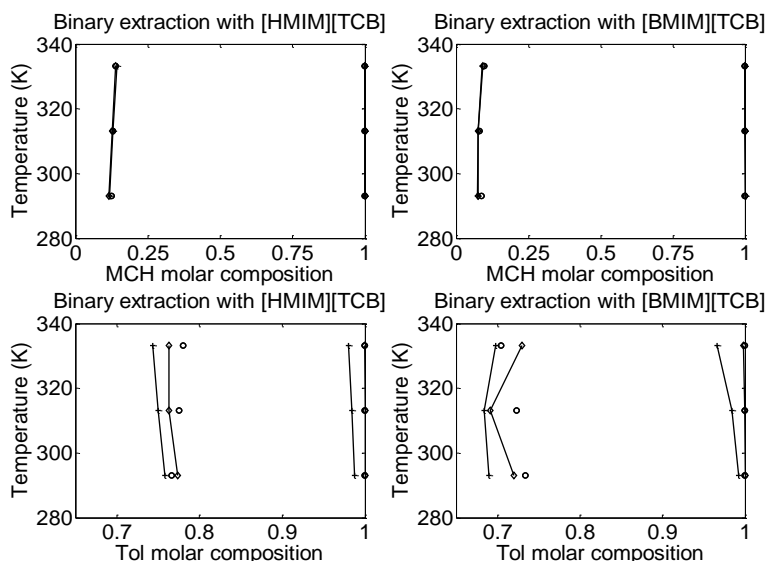 Binary extraction with [HMIM][TCB]
Binary extraction with [BMIM][TCB]
Temperature (K)
340
320
300
280
0
0.25
0.5
0.75
1
MCH molar composition
Temperature (K)
340
320
300
280
0
0.25
0.5
0.75
1
MCH molar composition
Binary extraction with [HMIM][TCB]
Binary extraction with [BMIM][TCB]
Temperature (K)
340
320
300
280
0.7
0.8
0.9
1
Tol molar composition
Temperature (K)
340
320
300
280
0.7
0.8
0.9
1
Tol molar composition